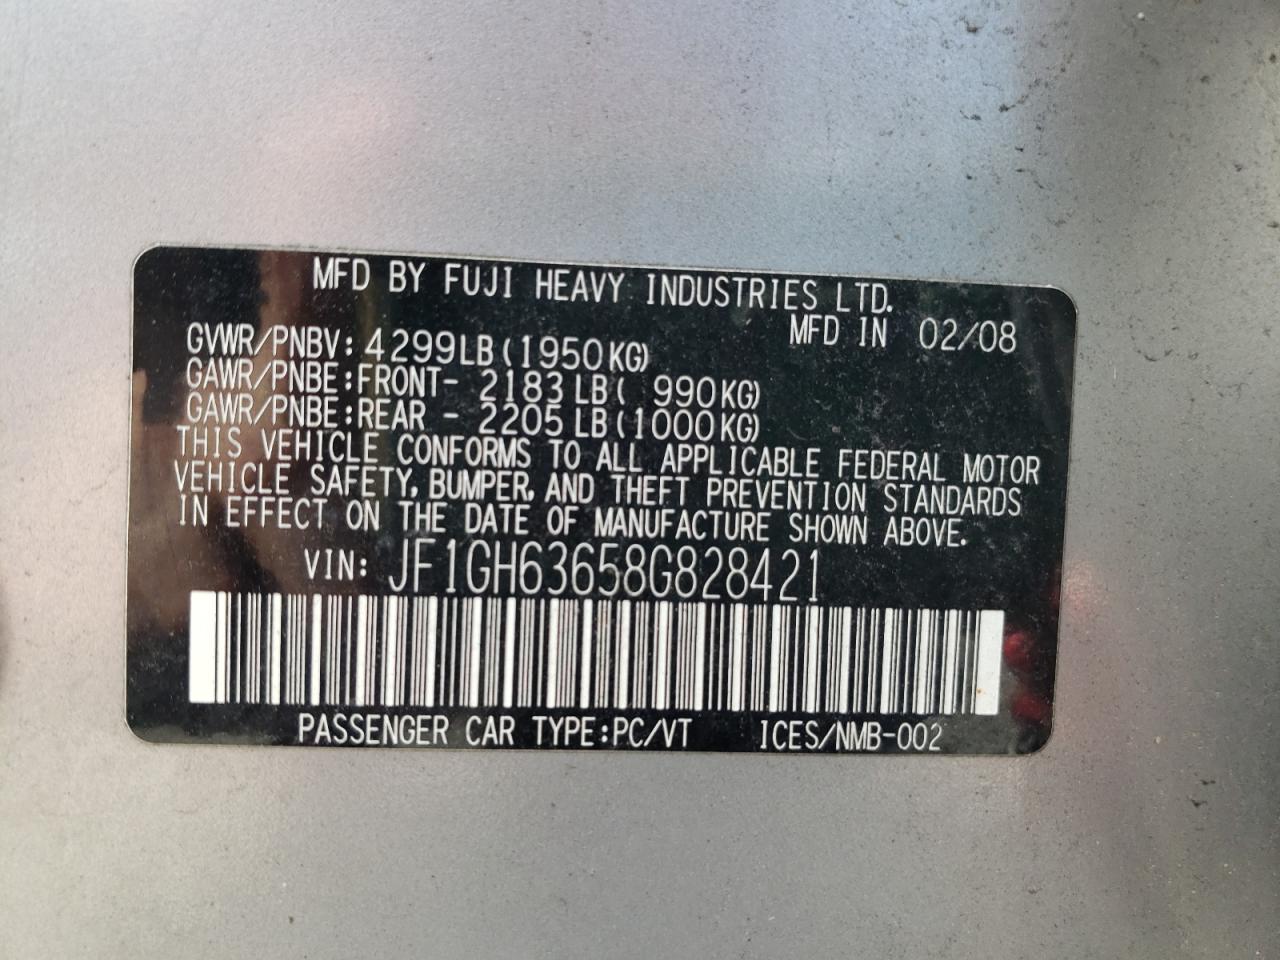 MFD BY FUJI HEAVY INDUSTRIES LTD.
MFD IN 02/08
GVWR/PNBV: 4299LB(1950KG)
GAWR/PNBE:FRONT- 2183LB( 990KG)
GAWR/PNBE:REAR - 2205LB(1000KG)
THIS VEHICLE CONFORMS TO ALL APPLICABLE FEDERAL MOTOR
VEHICLE SAFETY, BUMPER, AND THEFT PREVENTION STANDARDS
IN EFFECT ON THE DATE OF MANUFACTURE SHOWN ABOVE.
VIN: JF1GH63658G828421
PASSENGER CAR TYPE:PC/VT ICES/NMB-002